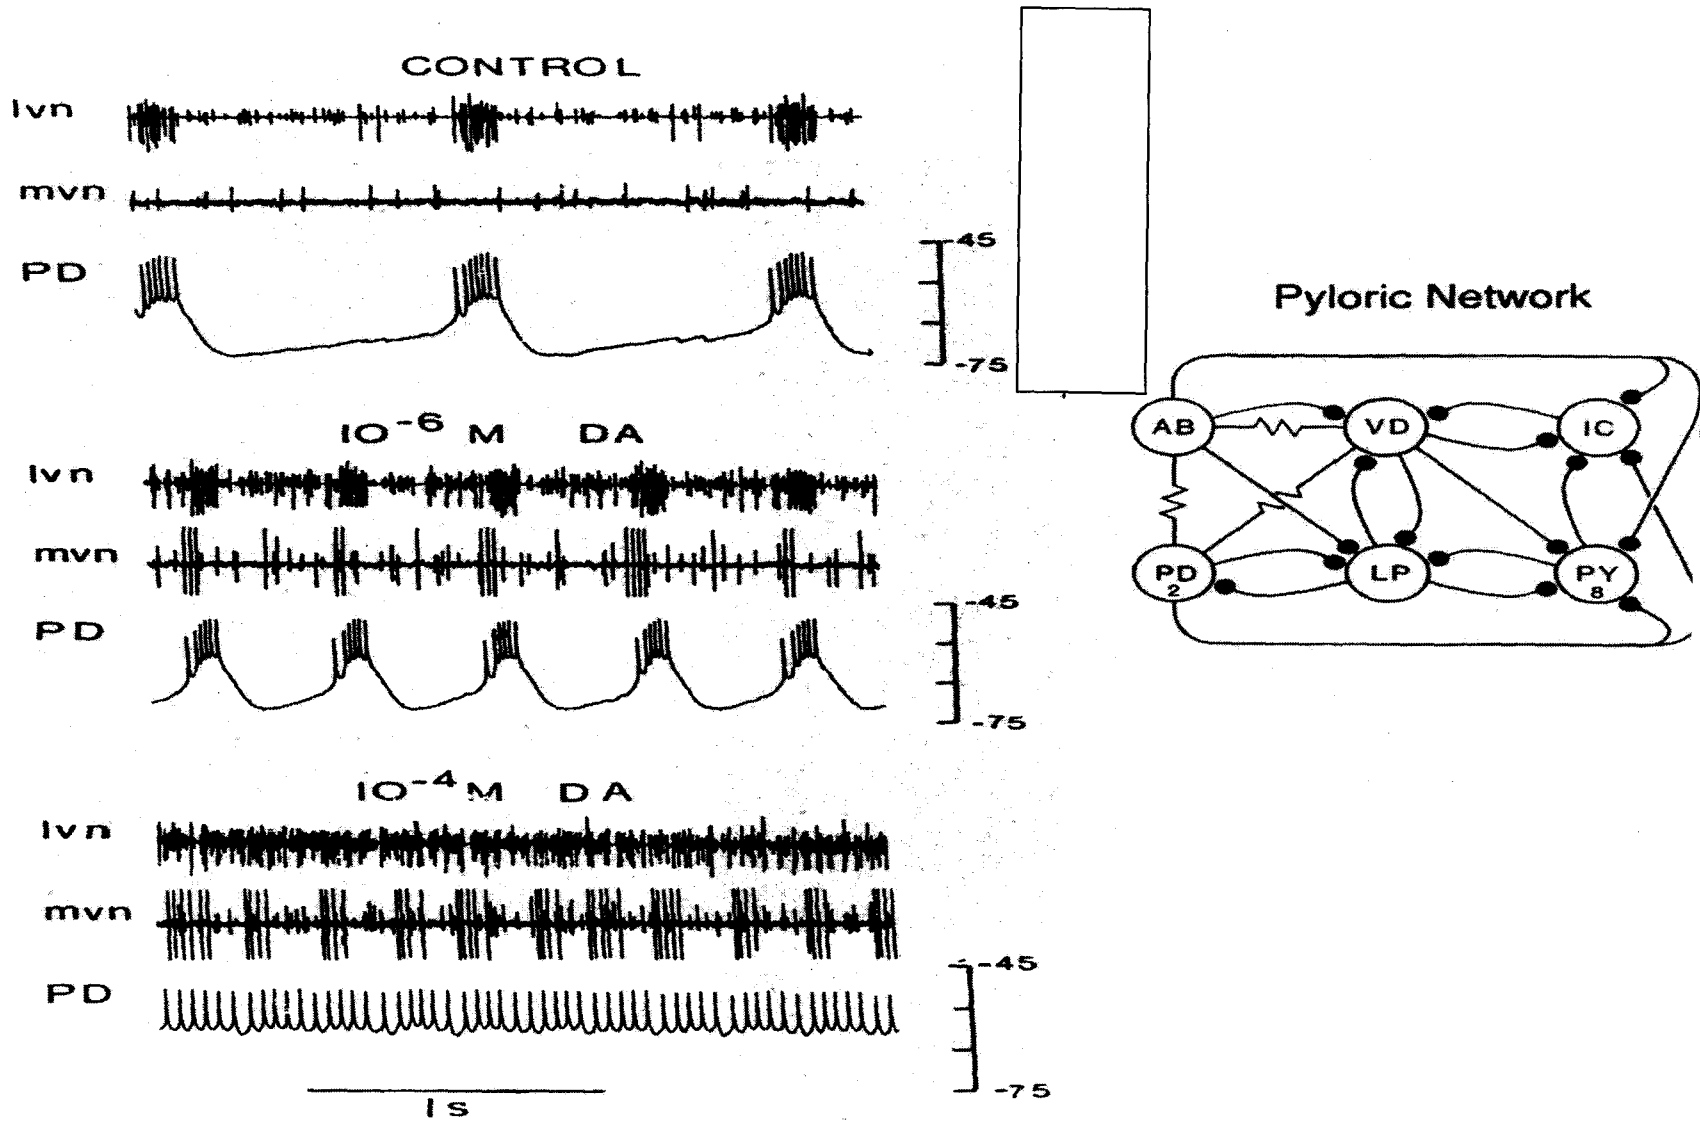 CONTROL
lvn
mvn
PD
-45
-75
10-6 M DA
lvn
mvn
PD
-45
-75
10-4 M DA
lvn
mvn
PD
-45
-75
1s
Pyloric Network
AB
VD
IC
PD
2
LP
PY
8